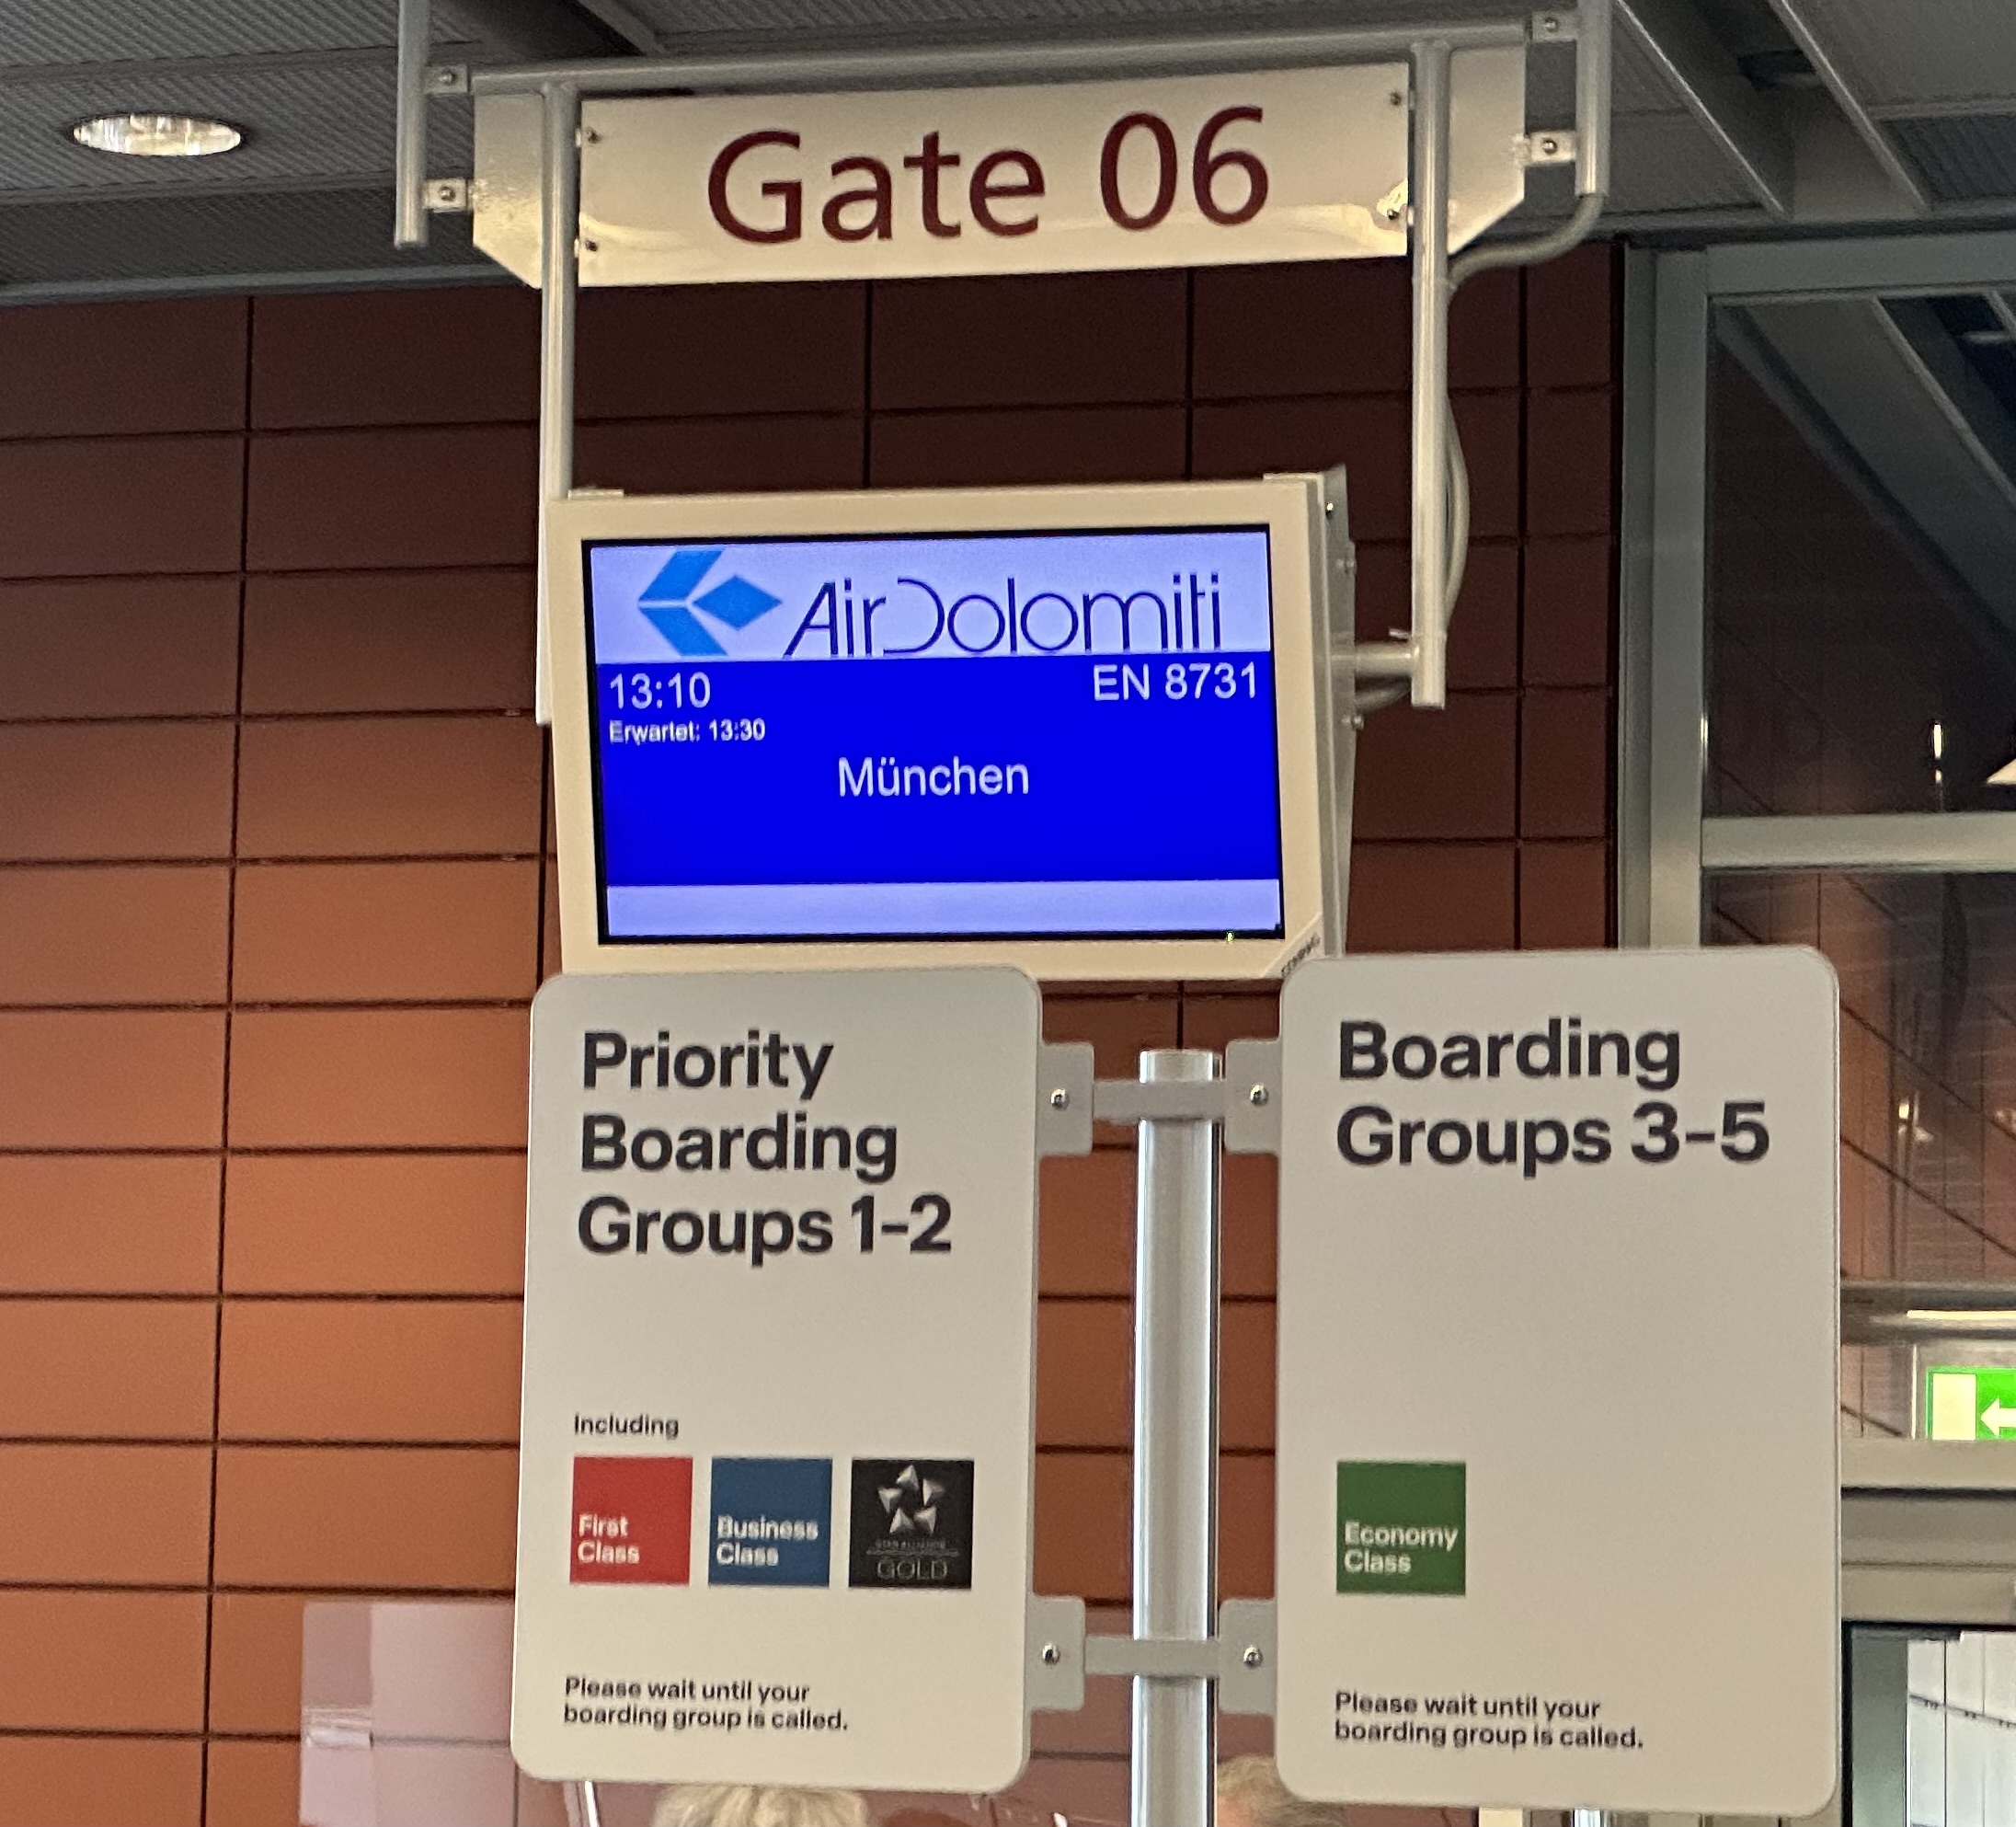 Gate 06
AirDolomiti
13:10 EN 8731
Erwartet: 13:30
München
Priority
Boarding
Groups 1-2
Including
First
Class
Business
Class
STAR ALLIANCE
GOLD
Please wait until your
boarding group is called.
Boarding
Groups 3-5
Economy
Class
Please wait until your
boarding group is called.